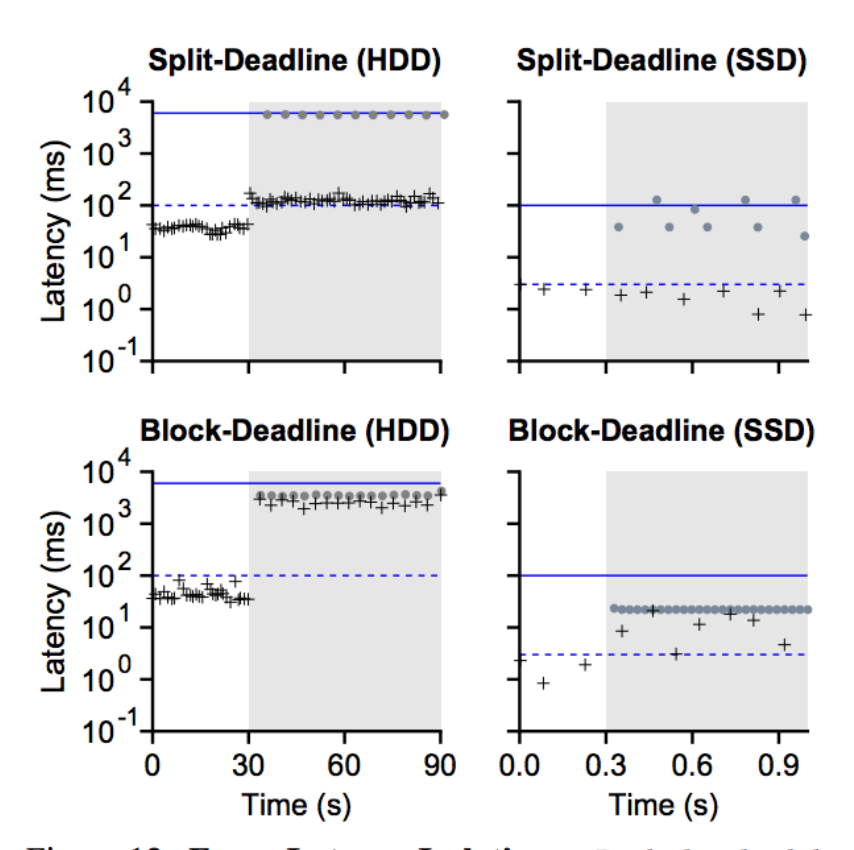 Split-Deadline (HDD)
Split-Deadline (SSD)
Latency (ms)
10^4
10^3
10^2
10^1
10^0
10^-1
Block-Deadline (HDD)
Block-Deadline (SSD)
Latency (ms)
10^4
10^3
10^2
10^1
10^0
10^-1
0 30 60 90
0.0 0.3 0.6 0.9
Time (s)
Time (s)